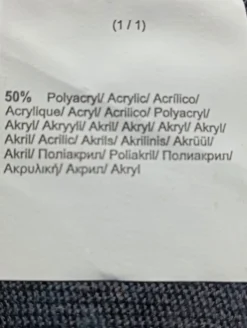 (1 / 1)
50% Polyacryl/ Acrylic/ Acrílico/
Acrylique/ Acryl/ Acrilico/ Polyacryl/
Akryl/ Akryyli/ Akril/ Akryl/ Akryl/ Akryl/
Akril/ Acrilic/ Akrils/ Akrilinis/ Akrüül/
Akril/ Поліакрил/ Poliakril/ Полиакрил/
Ακρυλική/ Акрил/ Akryl